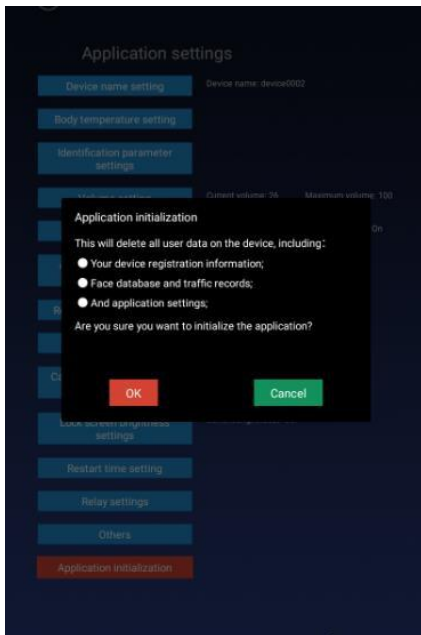 Application settings
Device name setting
Device name: device0002
Body temperature setting
Identification parameter
settings
Volume setting
Current volume: 26
Maximum volume: 100
On
Application initialization
This will delete all user data on the device, including:
Your device registration information;
Face database and traffic records;
And application settings;
Are you sure you want to initialize the application?
OK
Cancel
Lock screen brightness
settings
Restart time setting
Relay settings
Others
Application initialization